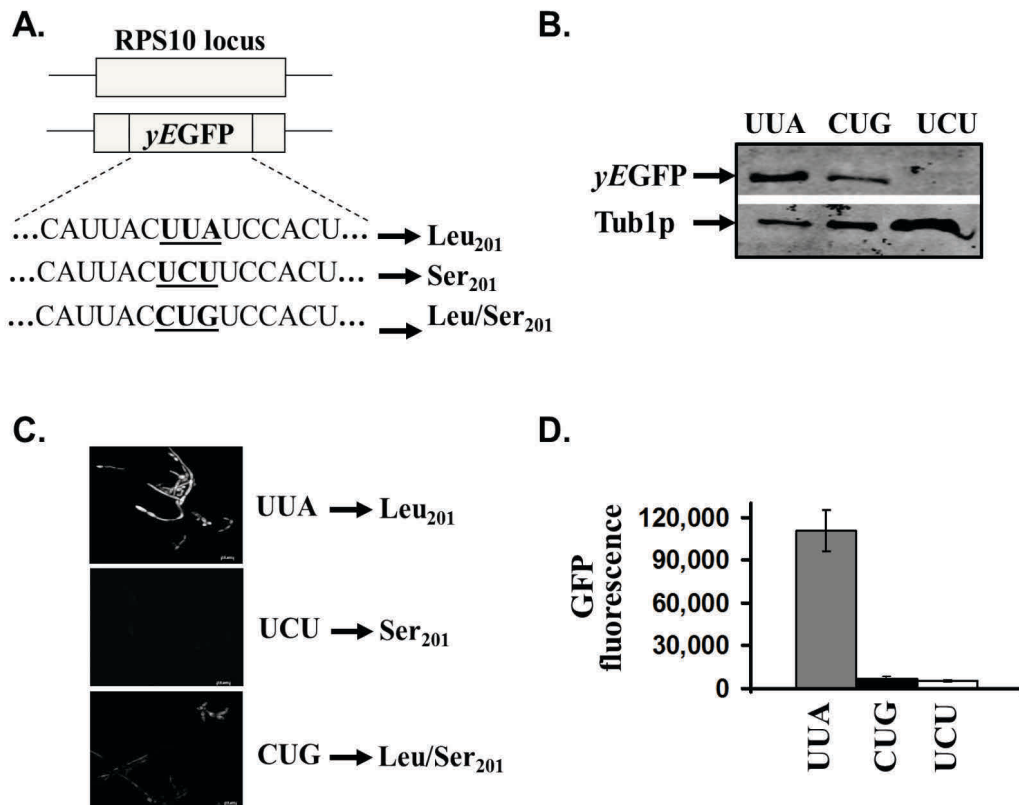 A.
RPS10 locus
yEGFP
...CAUUACUUAUCCACU... Leu201
...CAUUACUCUUCCACU... Ser201
...CAUUACCUGUCCACU... Leu/Ser201
B.
UUA CUG UCU
yEGFP
Tub1p
C.
UUA Leu201
UCU Ser201
CUG Leu/Ser201
D.
GFP
fluorescence
120,000
90,000
60,000
30,000
0
UUA
CUG
UCU